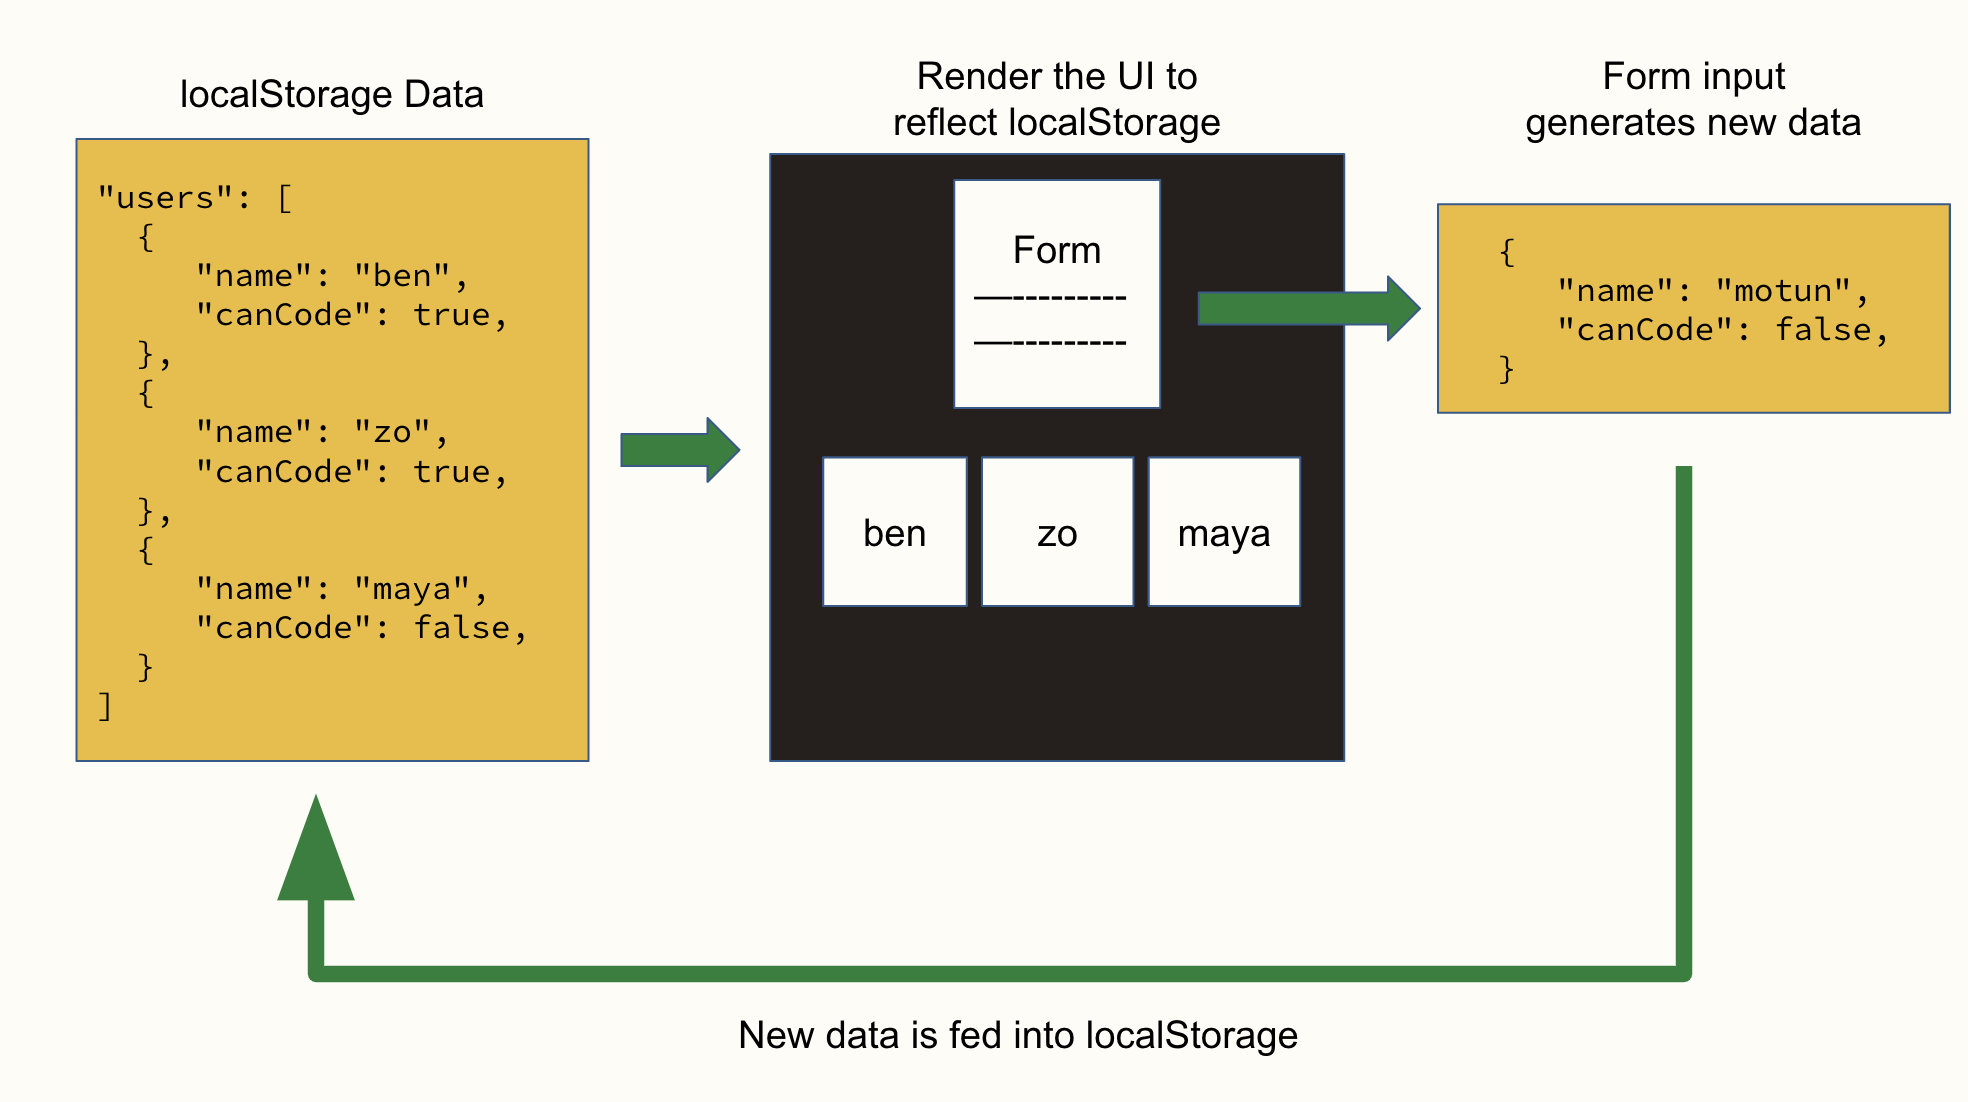 localStorage Data
"users": [
  {
     "name": "ben",
     "canCode": true,
  },
  {
     "name": "zo",
     "canCode": true,
  },
  {
     "name": "maya",
     "canCode": false,
  }
]
Render the UI to
reflect localStorage
Form
—---------
—---------
ben
zo
maya
Form input
generates new data
{
   "name": "motun",
   "canCode": false,
}
New data is fed into localStorage